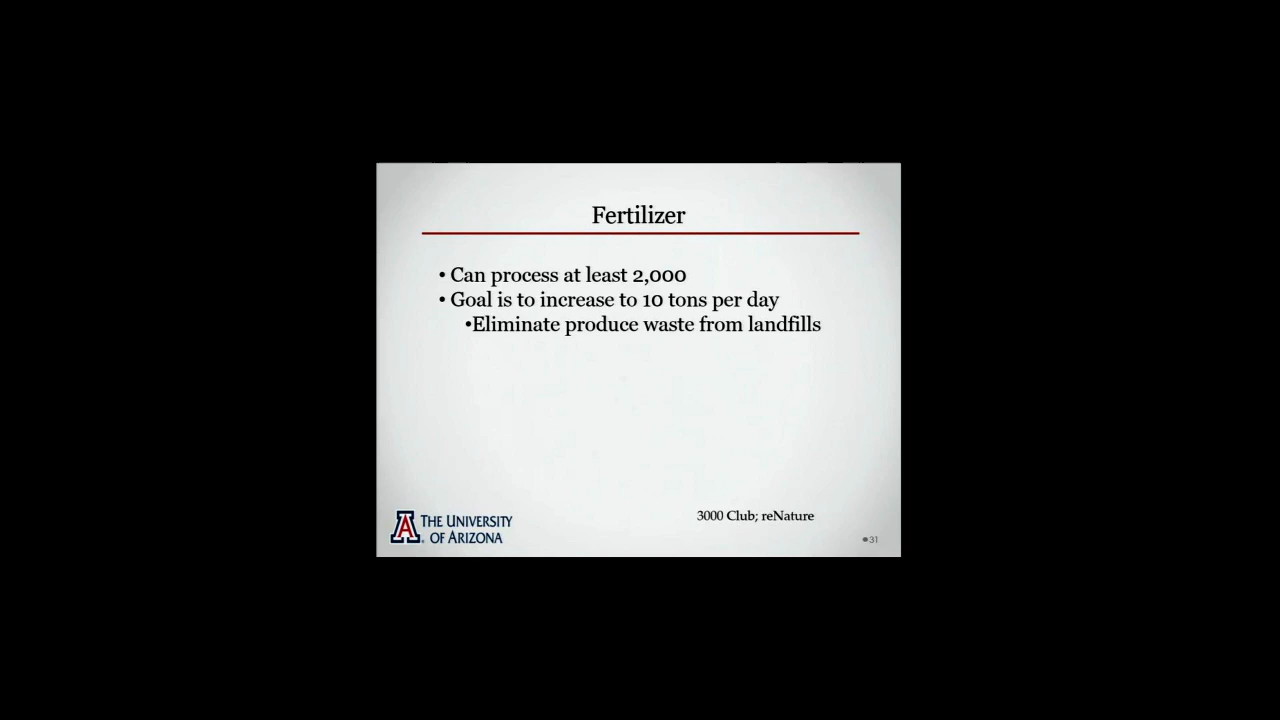 Fertilizer
• Can process at least 2,000
• Goal is to increase to 10 tons per day
•Eliminate produce waste from landfills
3000 Club; reNature
A THE UNIVERSITY
OF ARIZONA
•31